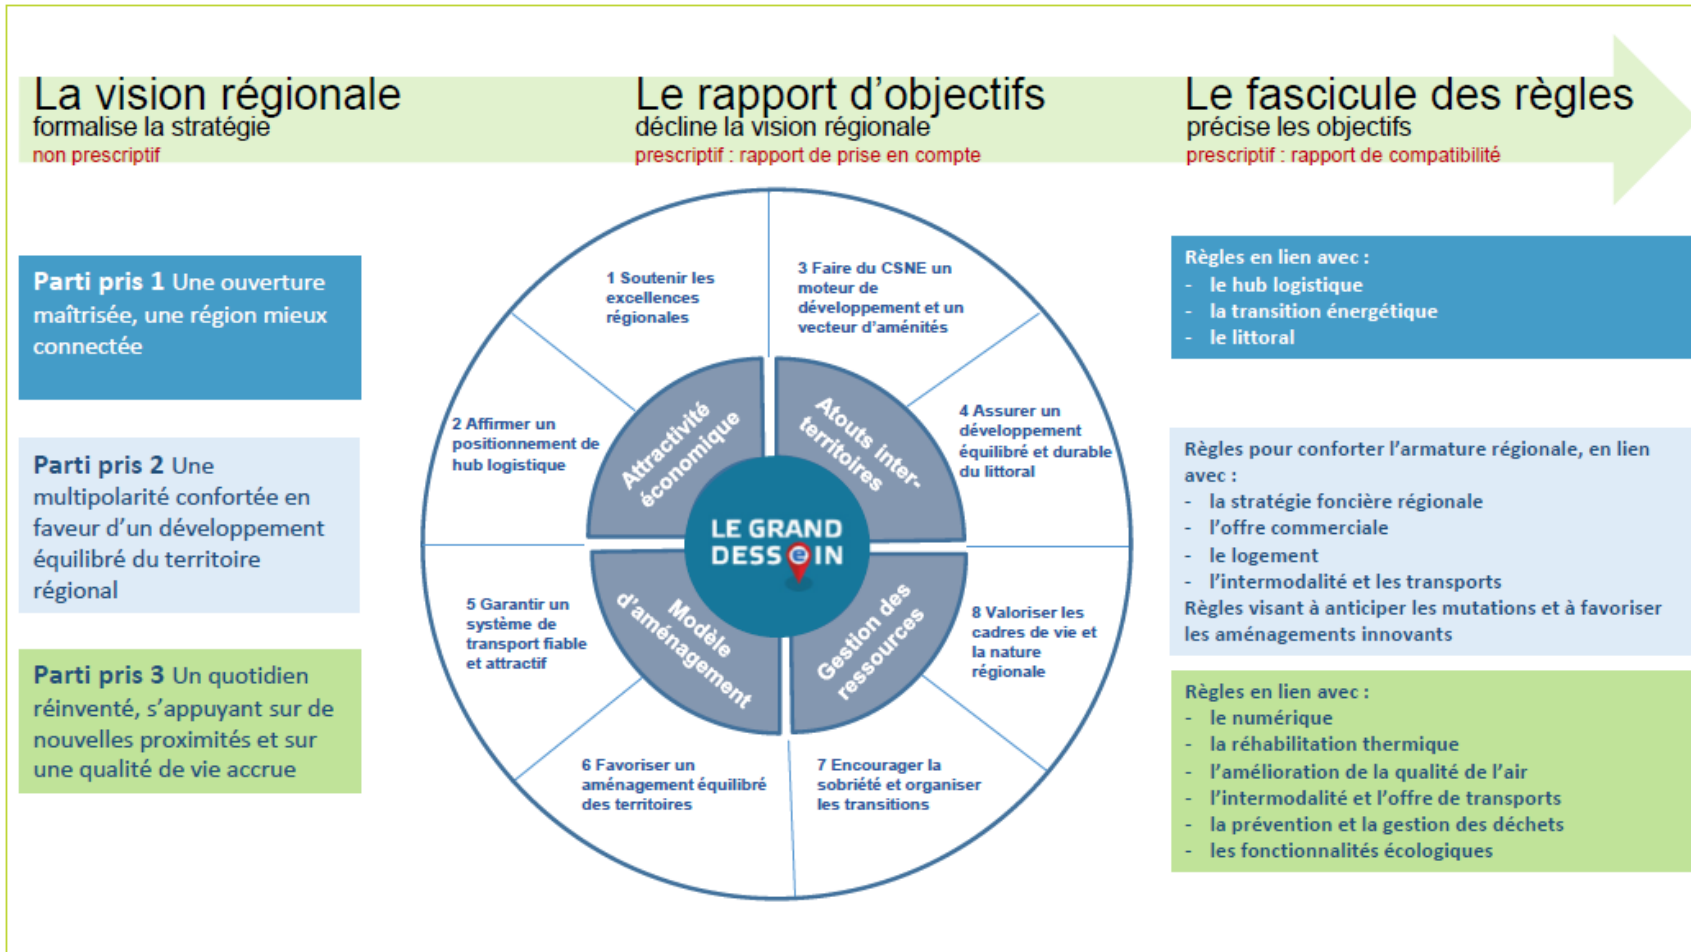 La vision régionale
formalise la stratégie
non prescriptif
Le rapport d’objectifs
décline la vision régionale
prescriptif : rapport de prise en compte
Le fascicule des règles
précise les objectifs
prescriptif : rapport de compatibilité
Parti pris 1 Une ouverture
maîtrisée, une région mieux
connectée
Parti pris 2 Une
multipolarité confortée en
faveur d’un développement
équilibré du territoire
régional
Parti pris 3 Un quotidien
réinventé, s’appuyant sur de
nouvelles proximités et sur
une qualité de vie accrue
1 Soutenir les
excellences
régionales
2 Affirmer un
positionnement de
hub logistique
3 Faire du CSNE un
moteur de
développement et un
vecteur d’aménités
4 Assurer un
développement
équilibré et durable
du littoral
5 Garantir un
système de
transport fiable
et attractif
6 Favoriser un
aménagement équilibré
des territoires
7 Encourager la
sobriété et organiser
les transitions
8 Valoriser les
cadres de vie et
la nature
régionale
Attractivité
économique
Atouts inter-
territoires
Modèle
d’aménagement
Gestion des
ressources
LE GRAND
DESSeIN
Règles en lien avec :
- le hub logistique
- la transition énergétique
- le littoral
Règles pour conforter l’armature régionale, en lien
avec :
- la stratégie foncière régionale
- l’offre commerciale
- le logement
- l’intermodalité et les transports
Règles visant à anticiper les mutations et à favoriser
les aménagements innovants
Règles en lien avec :
- le numérique
- la réhabilitation thermique
- l’amélioration de la qualité de l’air
- l’intermodalité et l’offre de transports
- la prévention et la gestion des déchets
- les fonctionnalités écologiques